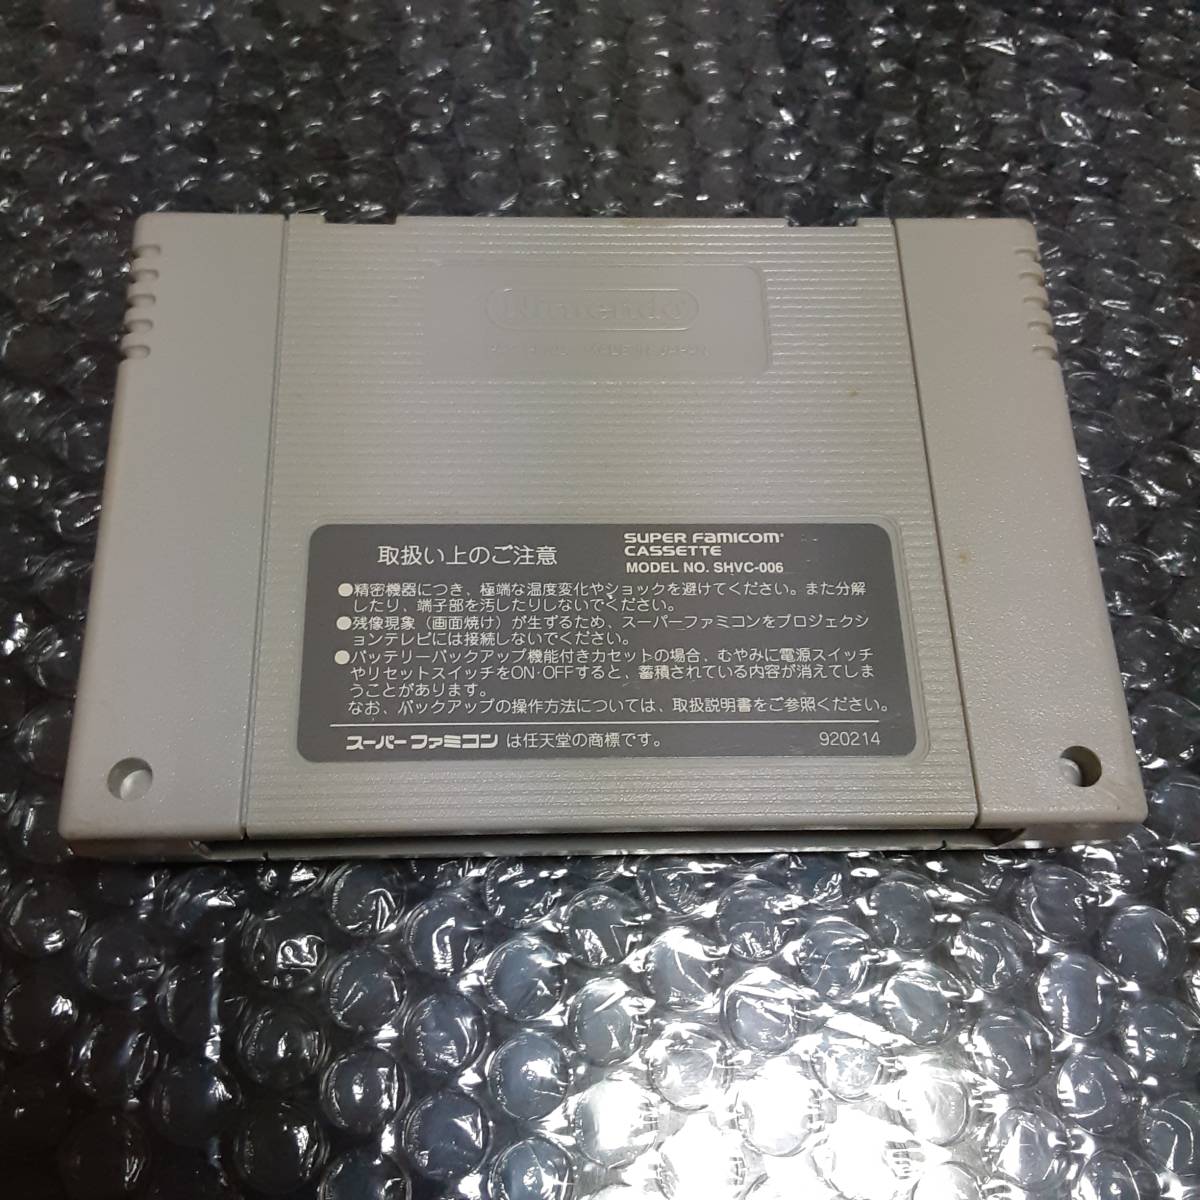 Nintendo
MADE IN JAPAN
取扱い上のご注意
SUPER FAMICOM
CASSETTE
MODEL NO. SHVC-006
●精密機器につき、極端な温度変化やショックを避けてください。また分解
したり、端子部を汚したりしないでください。
●残像現象（画面焼け）が生ずるため、スーパーファミコンをプロジェクシ
ョンテレビには接続しないでください。
●バッテリーバックアップ機能付きカセットの場合、むやみに電源スイッチ
やリセットスイッチをON・OFFすると、蓄積されている内容が消えてしま
うことがあります。
なお、バックアップの操作方法については、取扱説明書をご参照ください。
スーパーファミコン は任天堂の商標です。
920214